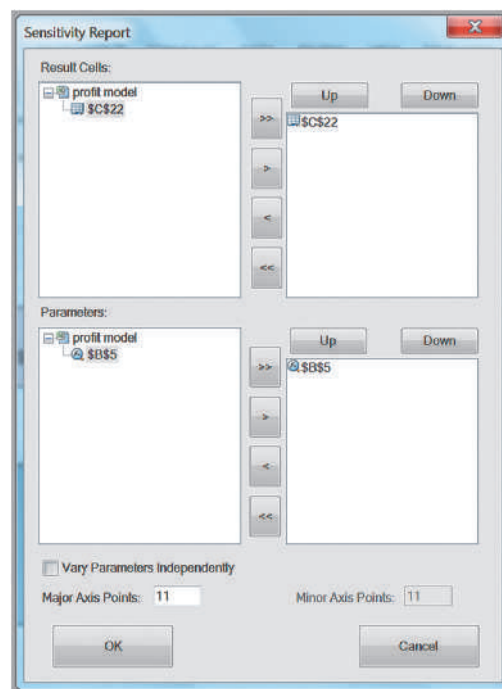 Sensitivity Report
Result Cells:
profit model
$C$22
>>
>
<
<<
Up Down
$C$22
Parameters:
profit model
$B$5
>>
>
<
<<
Up Down
$B$5
Vary Parameters Independently
Major Axis Points: 11 Minor Axis Points: 11
OK Cancel